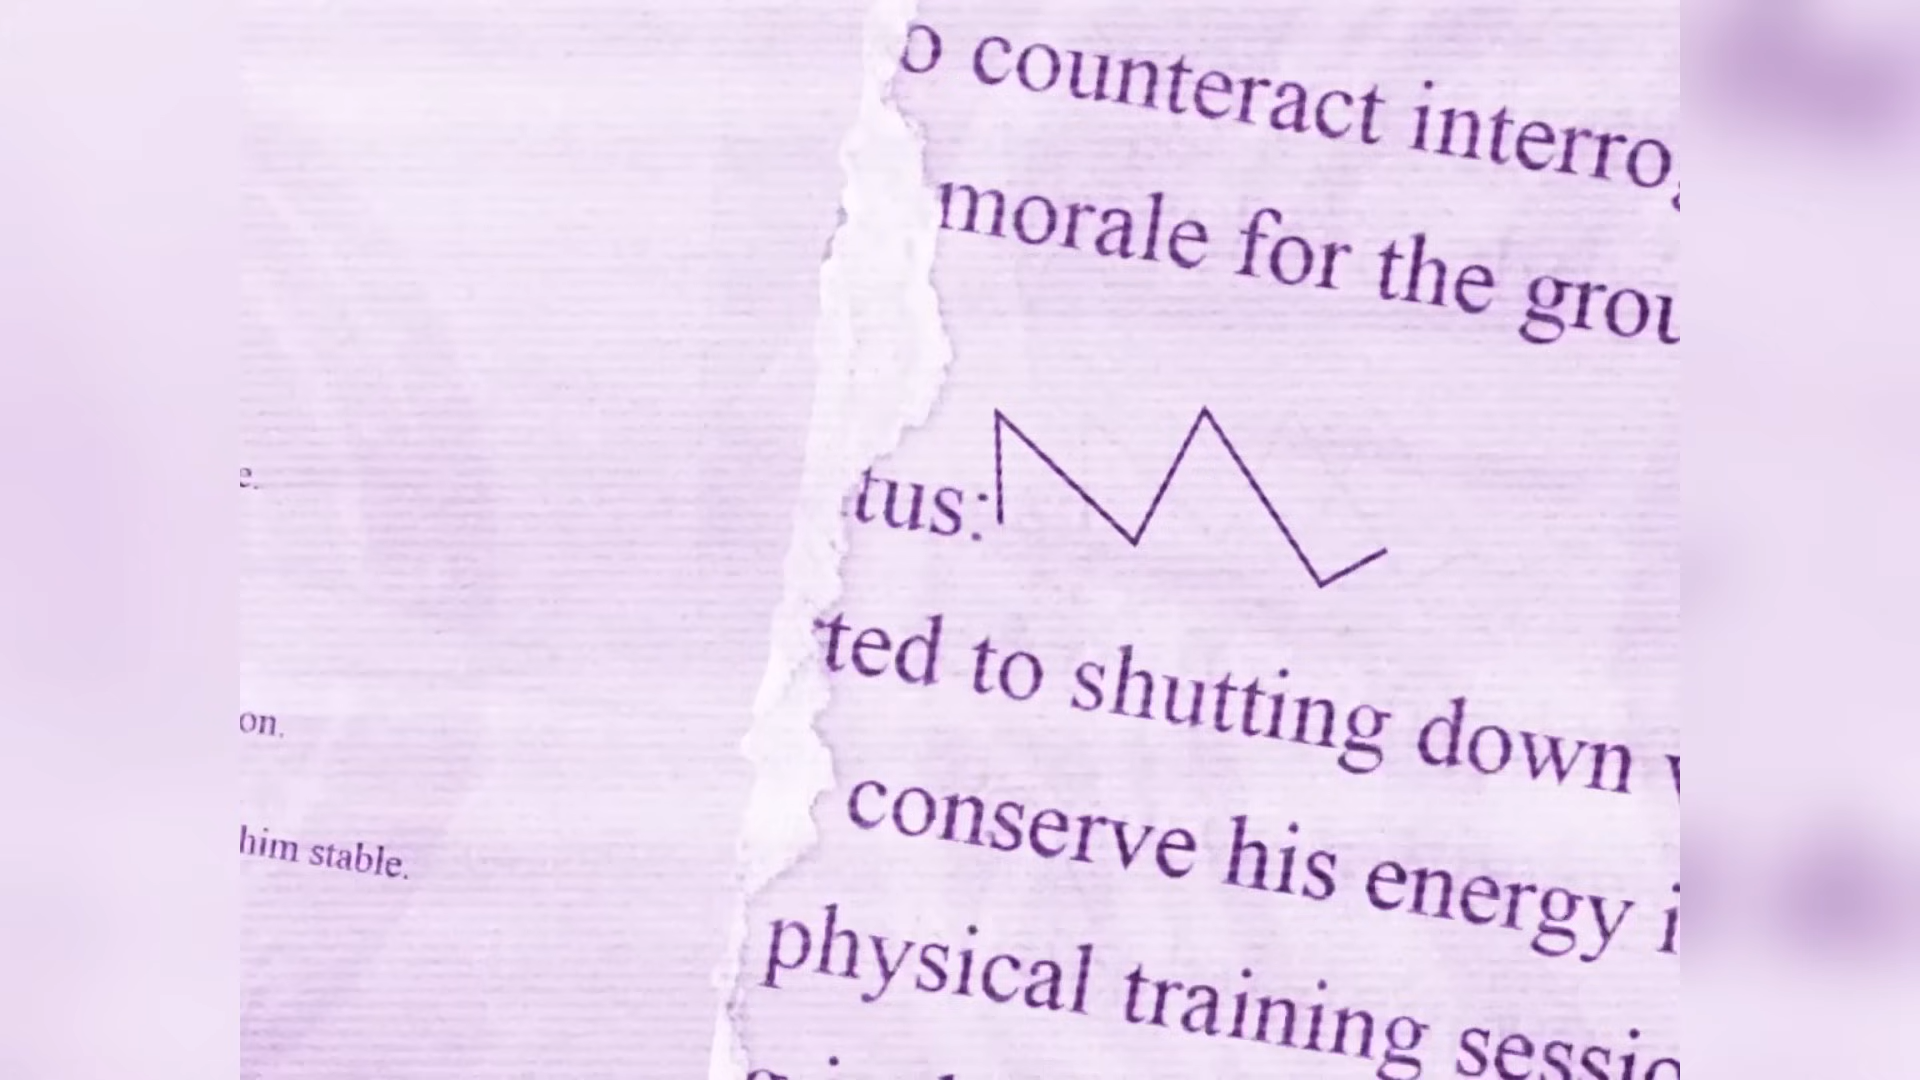 o counteract interro
morale for the grou
tus:
ted to shutting down
conserve his energy
physical training sessio
e.
on.
him stable.